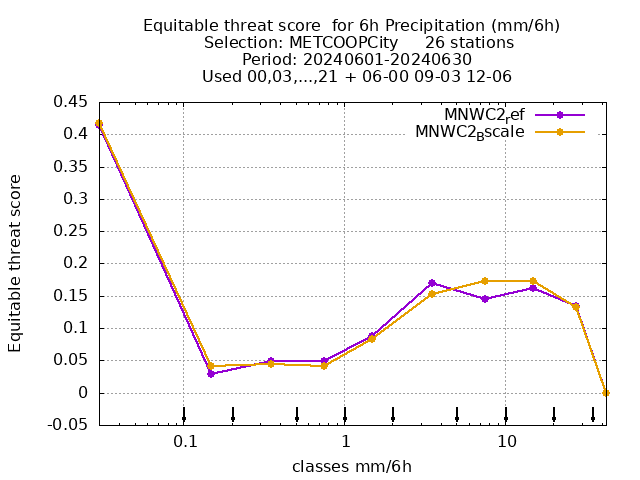 Equitable threat score  for 6h Precipitation (mm/6h)
Selection: METCOOPCity     26 stations
Period: 20240601-20240630
Used 00,03,...,21 + 06-00 09-03 12-06
MNWC2ref
MNWC2Bscale
Equitable threat score
0.45
0.4
0.35
0.3
0.25
0.2
0.15
0.1
0.05
0
-0.05
0.1
1
10
classes mm/6h